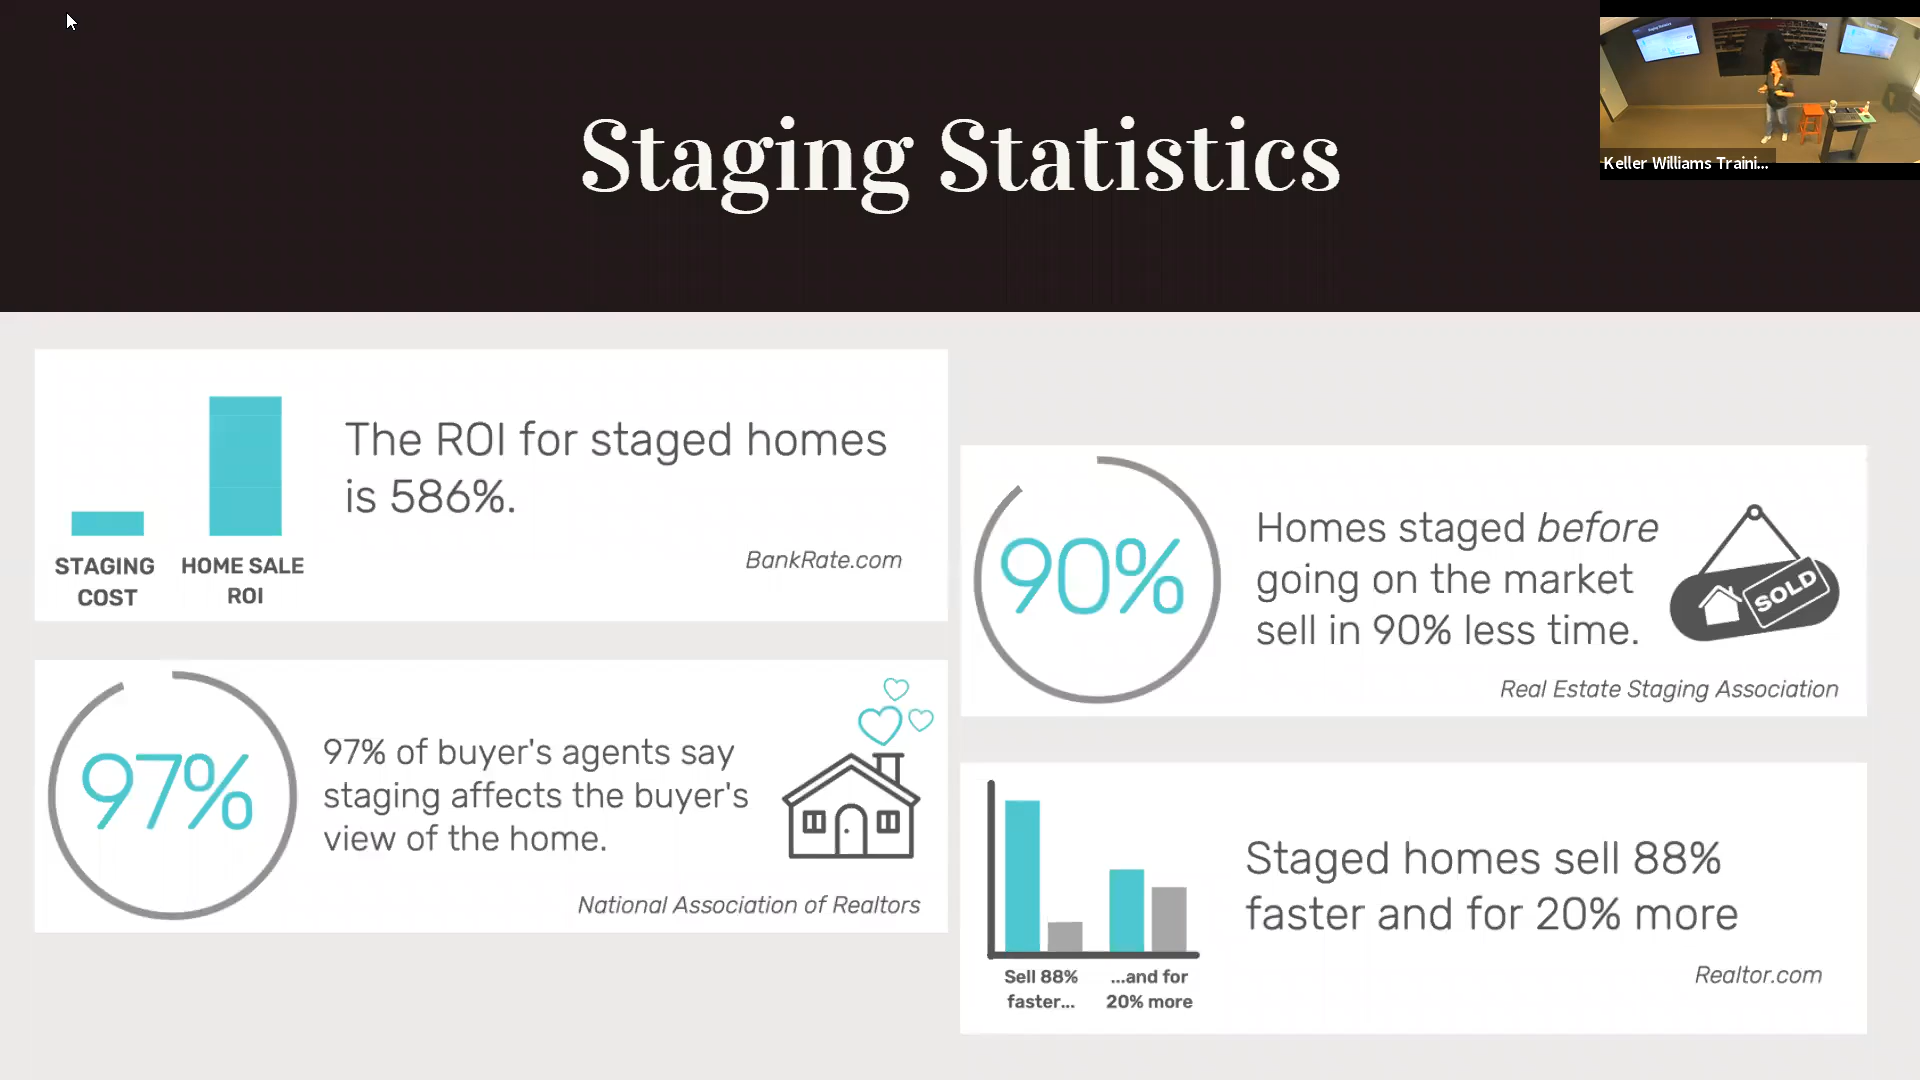 Staging Statistics
Keller Williams Traini...
The ROI for staged homes
is 586%.
BankRate.com
STAGING
COST
HOME SALE
ROI
90%
Homes staged before
going on the market
sell in 90% less time.
SOLD
Real Estate Staging Association
97%
97% of buyer's agents say
staging affects the buyer's
view of the home.
National Association of Realtors
Staged homes sell 88%
faster and for 20% more
Realtor.com
Sell 88%
faster...
...and for
20% more